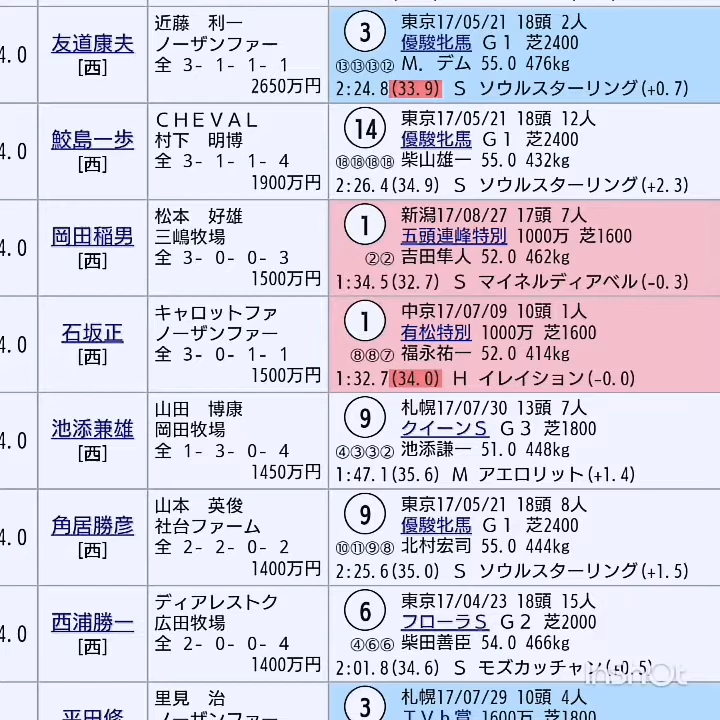 4.0
友道康夫
[西]
近藤　利一
ノーザンファー
全 3- 1- 1- 1
2650万円
3
東京17/05/21 18頭 2人
優駿牝馬 Ｇ１ 芝2400
⑬⑬⑬⑫ Ｍ．デム 55.0 476kg
2:24.8(33.9) Ｓ ソウルスターリング(+0.7)
4.0
鮫島一歩
[西]
ＣＨＥＶＡＬ
村下　明博
全 3- 1- 1- 4
1900万円
14
東京17/05/21 18頭 12人
優駿牝馬 Ｇ１ 芝2400
⑱⑱⑱⑱ 柴山雄一 55.0 432kg
2:26.4(34.9) Ｓ ソウルスターリング(+2.3)
4.0
岡田稲男
[西]
松本　好雄
三嶋牧場
全 3- 0- 0- 3
1500万円
1
新潟17/08/27 17頭 7人
五頭連峰特別 1000万 芝1600
②② 吉田隼人 52.0 462kg
1:34.5(32.7) Ｓ マイネルディアベル(-0.3)
4.0
石坂正
[西]
キャロットファ
ノーザンファー
全 3- 0- 1- 1
1500万円
1
中京17/07/09 10頭 1人
有松特別 1000万 芝1600
⑧⑧⑦ 福永祐一 52.0 414kg
1:32.7(34.0) Ｈ イレイション(-0.0)
4.0
池添兼雄
[西]
山田　博康
岡田牧場
全 1- 3- 0- 4
1450万円
9
札幌17/07/30 13頭 7人
クイーンＳ Ｇ３ 芝1800
④③③② 池添謙一 51.0 448kg
1:47.1(35.6) Ｍ アエロリット(+1.4)
4.0
角居勝彦
[西]
山本　英俊
社台ファーム
全 2- 2- 0- 2
1400万円
9
東京17/05/21 18頭 8人
優駿牝馬 Ｇ１ 芝2400
⑩⑪⑨⑧ 北村宏司 55.0 444kg
2:25.6(35.0) Ｓ ソウルスターリング(+1.5)
4.0
西浦勝一
[西]
ディアレストク
広田牧場
全 2- 0- 0- 4
1400万円
6
東京17/04/23 18頭 15人
フローラＳ Ｇ２ 芝2000
④⑥⑥ 柴田善臣 54.0 466kg
2:01.8(34.6) Ｓ モズカッチャン(+0.5)
InShOt
平田修
里見　治
ノーザンファー
3
札幌17/07/29 10頭 4人
ＴＶｈ賞 1600万 芝1800